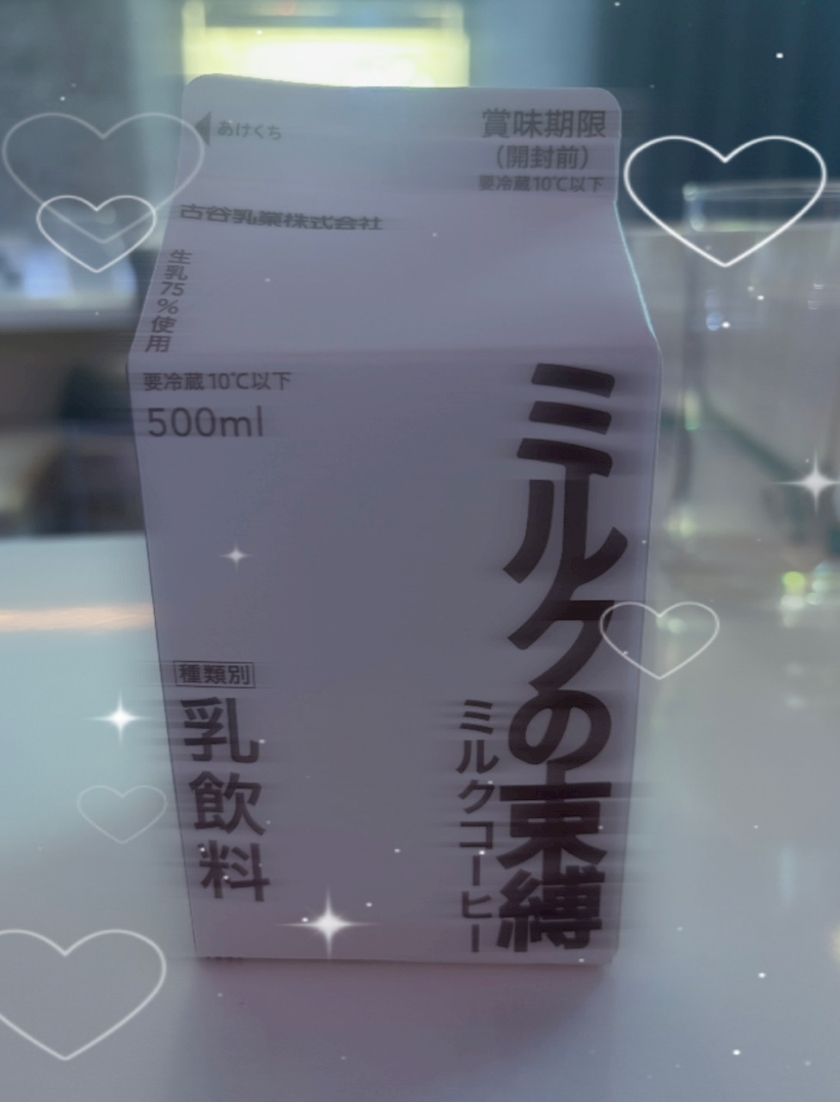 あけくち
賞味期限
（開封前）
要冷蔵10℃以下
古谷乳業株式会社
生乳75%使用
要冷蔵10℃以下
500ml
ミルクの束縛
ミルクコーヒー
種類別
乳飲料